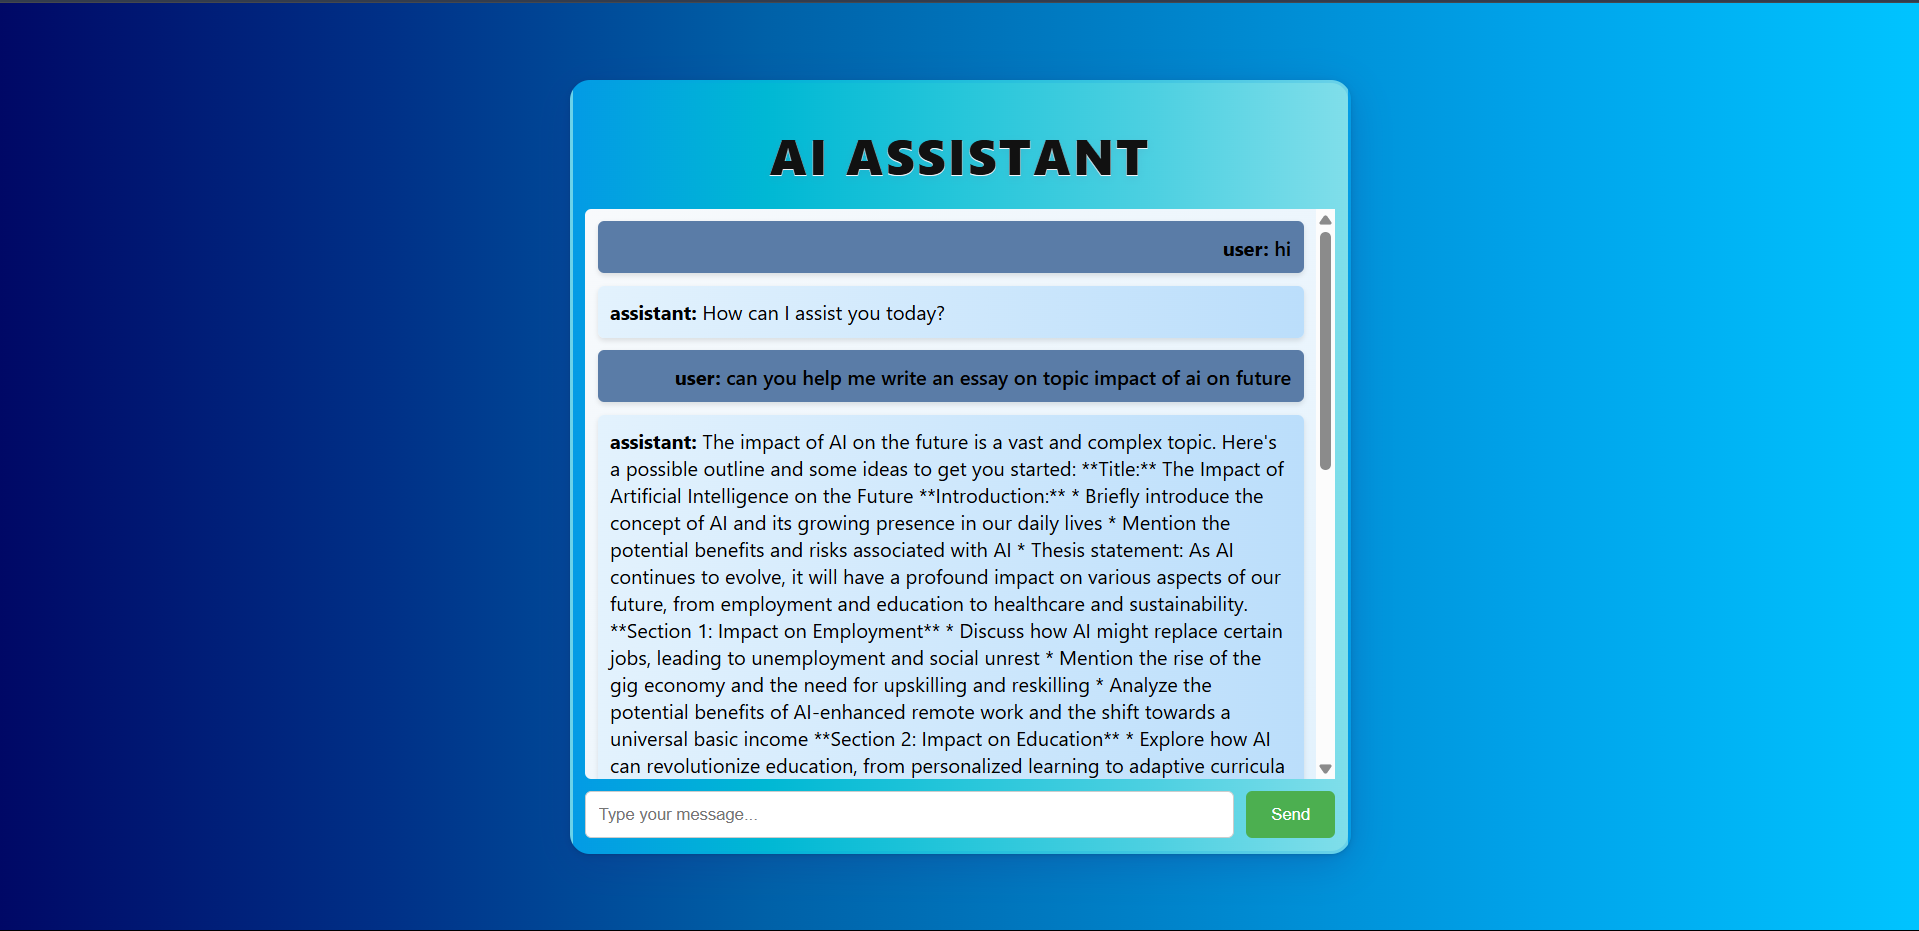 AI ASSISTANT
user: hi
assistant: How can I assist you today?
user: can you help me write an essay on topic impact of ai on future
assistant: The impact of AI on the future is a vast and complex topic. Here's
a possible outline and some ideas to get you started: **Title:** The Impact of
Artificial Intelligence on the Future **Introduction:** * Briefly introduce the
concept of AI and its growing presence in our daily lives * Mention the
potential benefits and risks associated with AI * Thesis statement: As AI
continues to evolve, it will have a profound impact on various aspects of our
future, from employment and education to healthcare and sustainability.
**Section 1: Impact on Employment** * Discuss how AI might replace certain
jobs, leading to unemployment and social unrest * Mention the rise of the
gig economy and the need for upskilling and reskilling * Analyze the
potential benefits of AI-enhanced remote work and the shift towards a
universal basic income **Section 2: Impact on Education** * Explore how AI
can revolutionize education, from personalized learning to adaptive curricula
Type your message...
Send